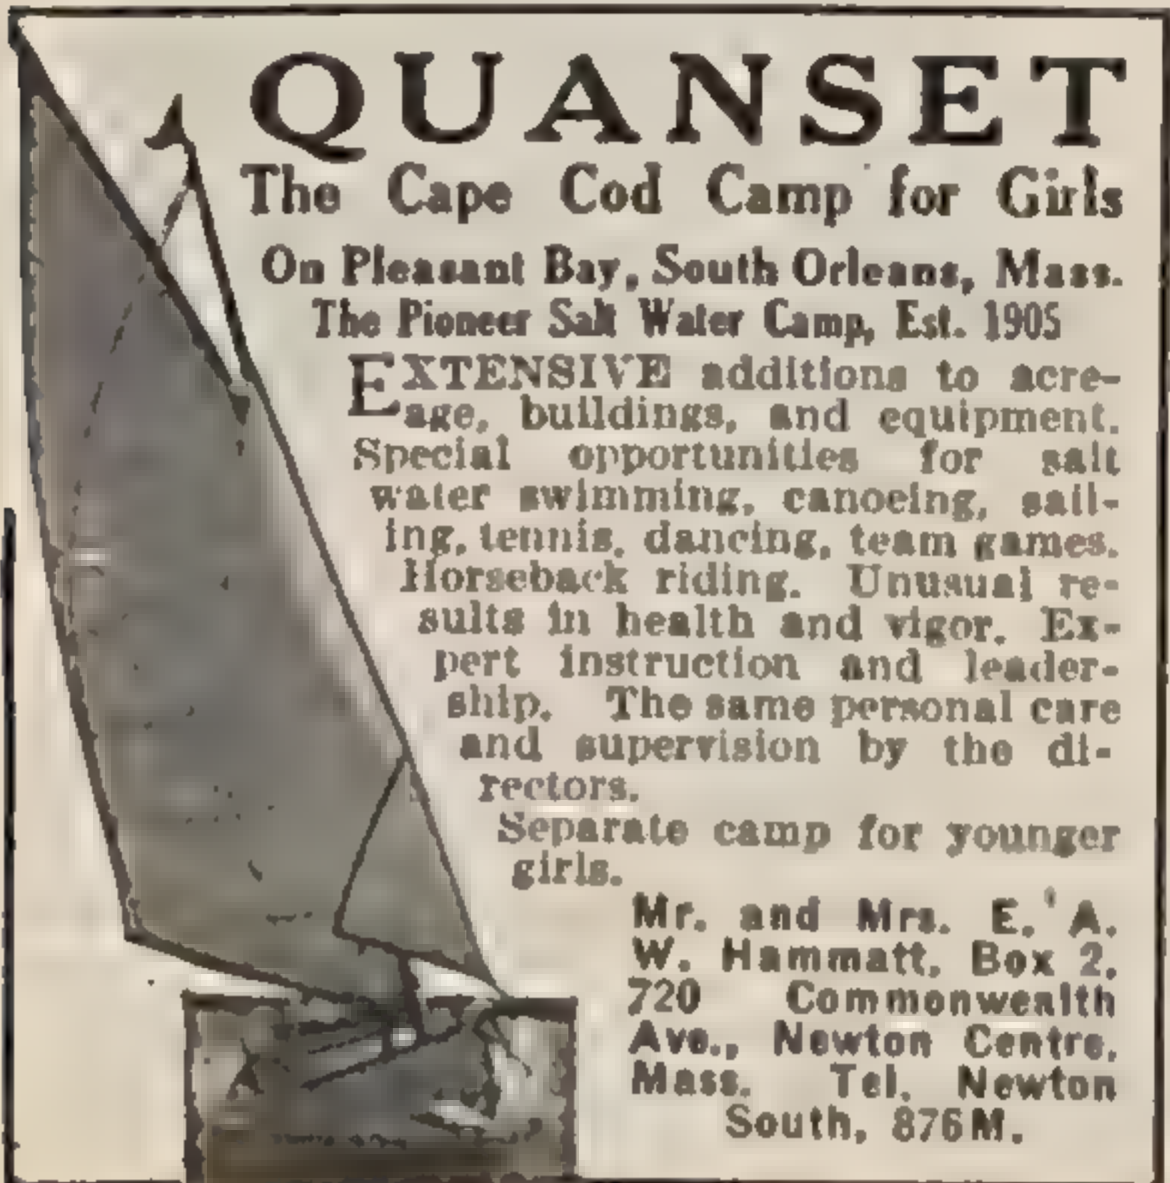 QUANSET
The Cape Cod Camp for Girls
On Pleasant Bay, South Orleans, Mass.
The Pioneer Salt Water Camp, Est. 1905
EXTENSIVE additions to acre-
age, buildings, and equipment.
Special opportunities for salt
water swimming, canoeing, sail-
ing, tennis, dancing, team games.
Horseback riding. Unusual re-
sults in health and vigor. Ex-
pert instruction and leader-
ship. The same personal care
and supervision by the di-
rectors.
Separate camp for younger
girls.
Mr. and Mrs. E. A.
W. Hammatt, Box 2,
720 Commonwealth
Ave., Newton Centre,
Mass. Tel. Newton
South, 876M.